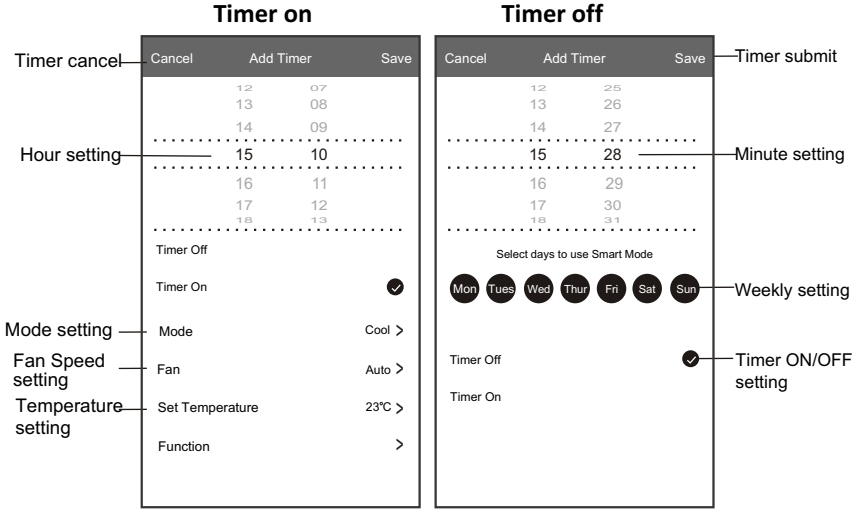 Timer on
Timer off
Timer cancel
Cancel Add Timer Save
Cancel Add Timer Save
Timer submit
12 07
13 08
14 09
15 10
16 11
17 12
18 13
12 25
13 26
14 27
15 28
16 29
17 30
18 31
Hour setting
Minute setting
Timer Off
Timer On
Mode setting
Mode Cool >
Fan Speed
setting
Fan Auto >
Temperature
setting
Set Temperature 23℃ >
Function >
Select days to use Smart Mode
Mon Tues Wed Thur Fri Sat Sun
Weekly setting
Timer Off
Timer On
Timer ON/OFF
setting